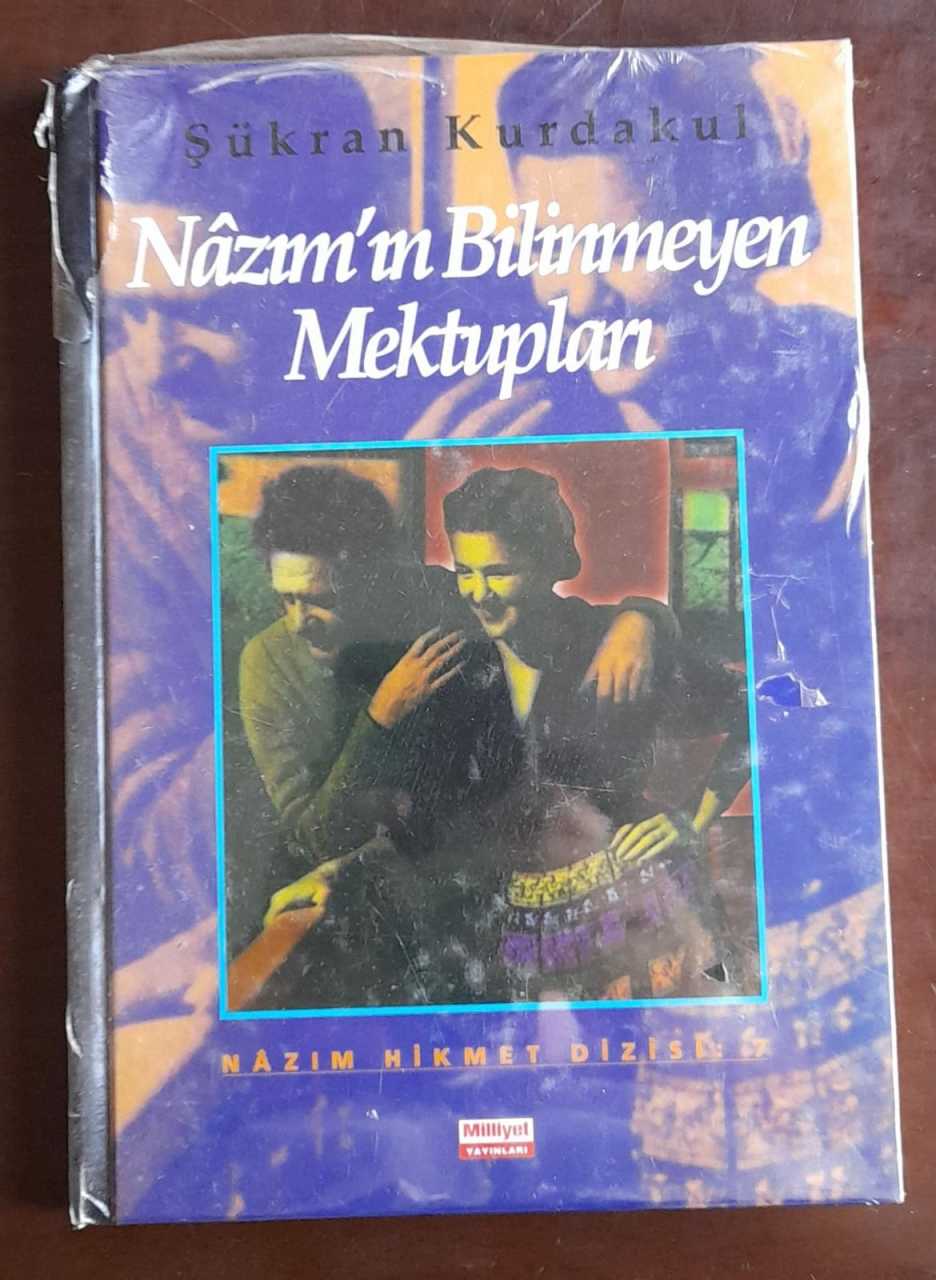 Şükran Kurdakul
Nâzım'ın Bilinmeyen
Mektupları
NÂZIM HİKMET DİZİSİ: 7
Milliyet
YAYINLARI